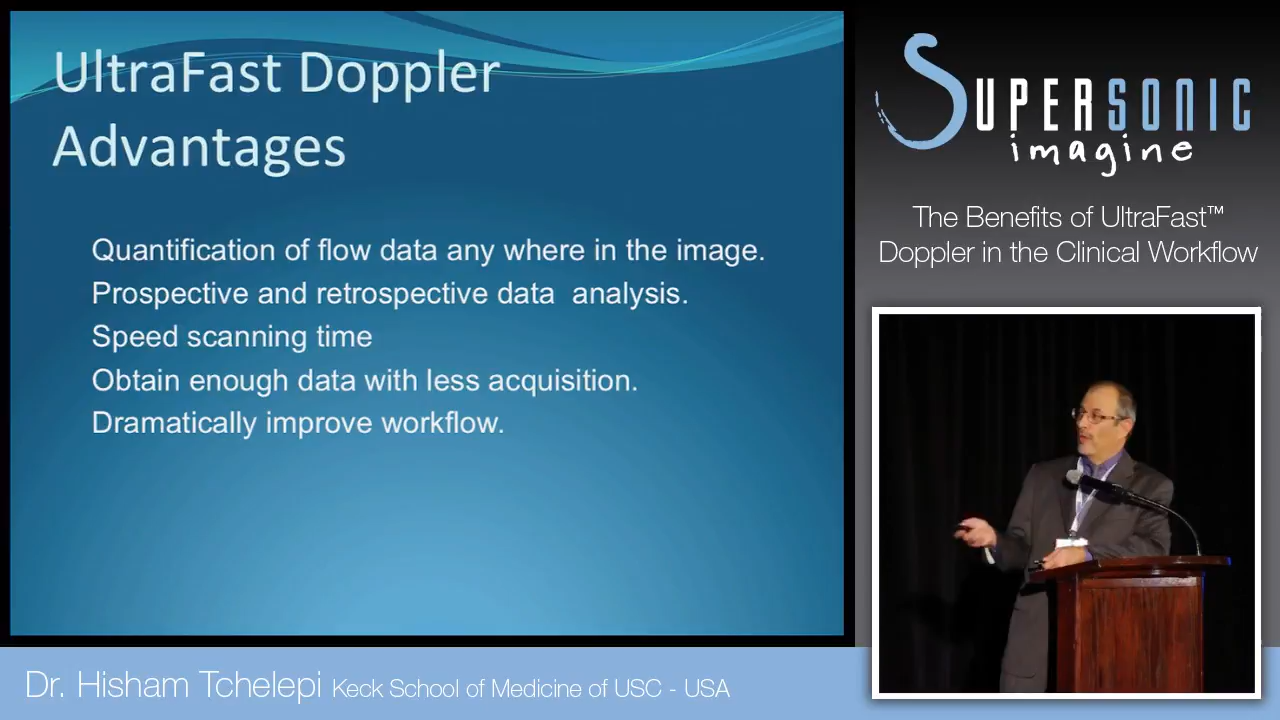 UltraFast Doppler
Advantages
Quantification of flow data any where in the image.
Prospective and retrospective data  analysis.
Speed scanning time
Obtain enough data with less acquisition.
Dramatically improve workflow.
SUPERSONIC
imagine
The Benefits of UltraFast™
Doppler in the Clinical Workflow
Dr. Hisham Tchelepi Keck School of Medicine of USC - USA